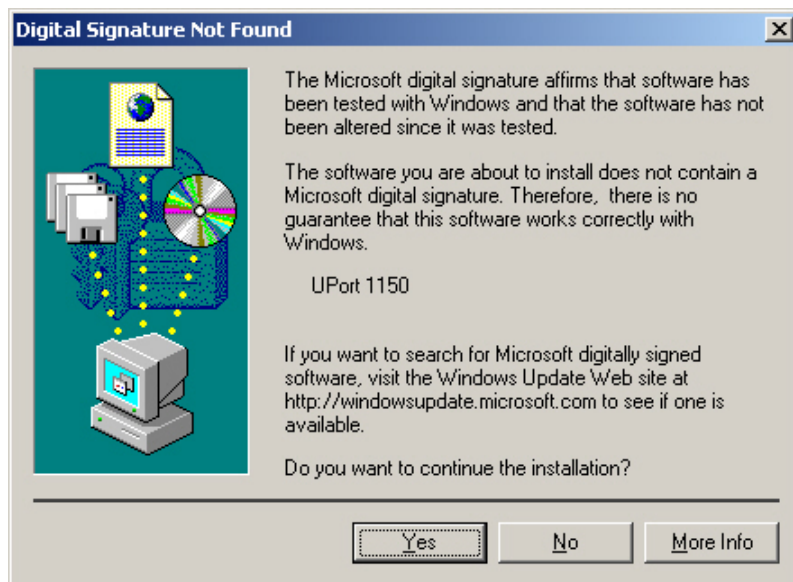 Digital Signature Not Found
The Microsoft digital signature affirms that software has
been tested with Windows and that the software has not
been altered since it was tested.
The software you are about to install does not contain a
Microsoft digital signature. Therefore,  there is no
guarantee that this software works correctly with
Windows.
UPort 1150
If you want to search for Microsoft digitally signed
software, visit the Windows Update Web site at
http://windowsupdate.microsoft.com to see if one is
available.
Do you want to continue the installation?
Yes No More Info